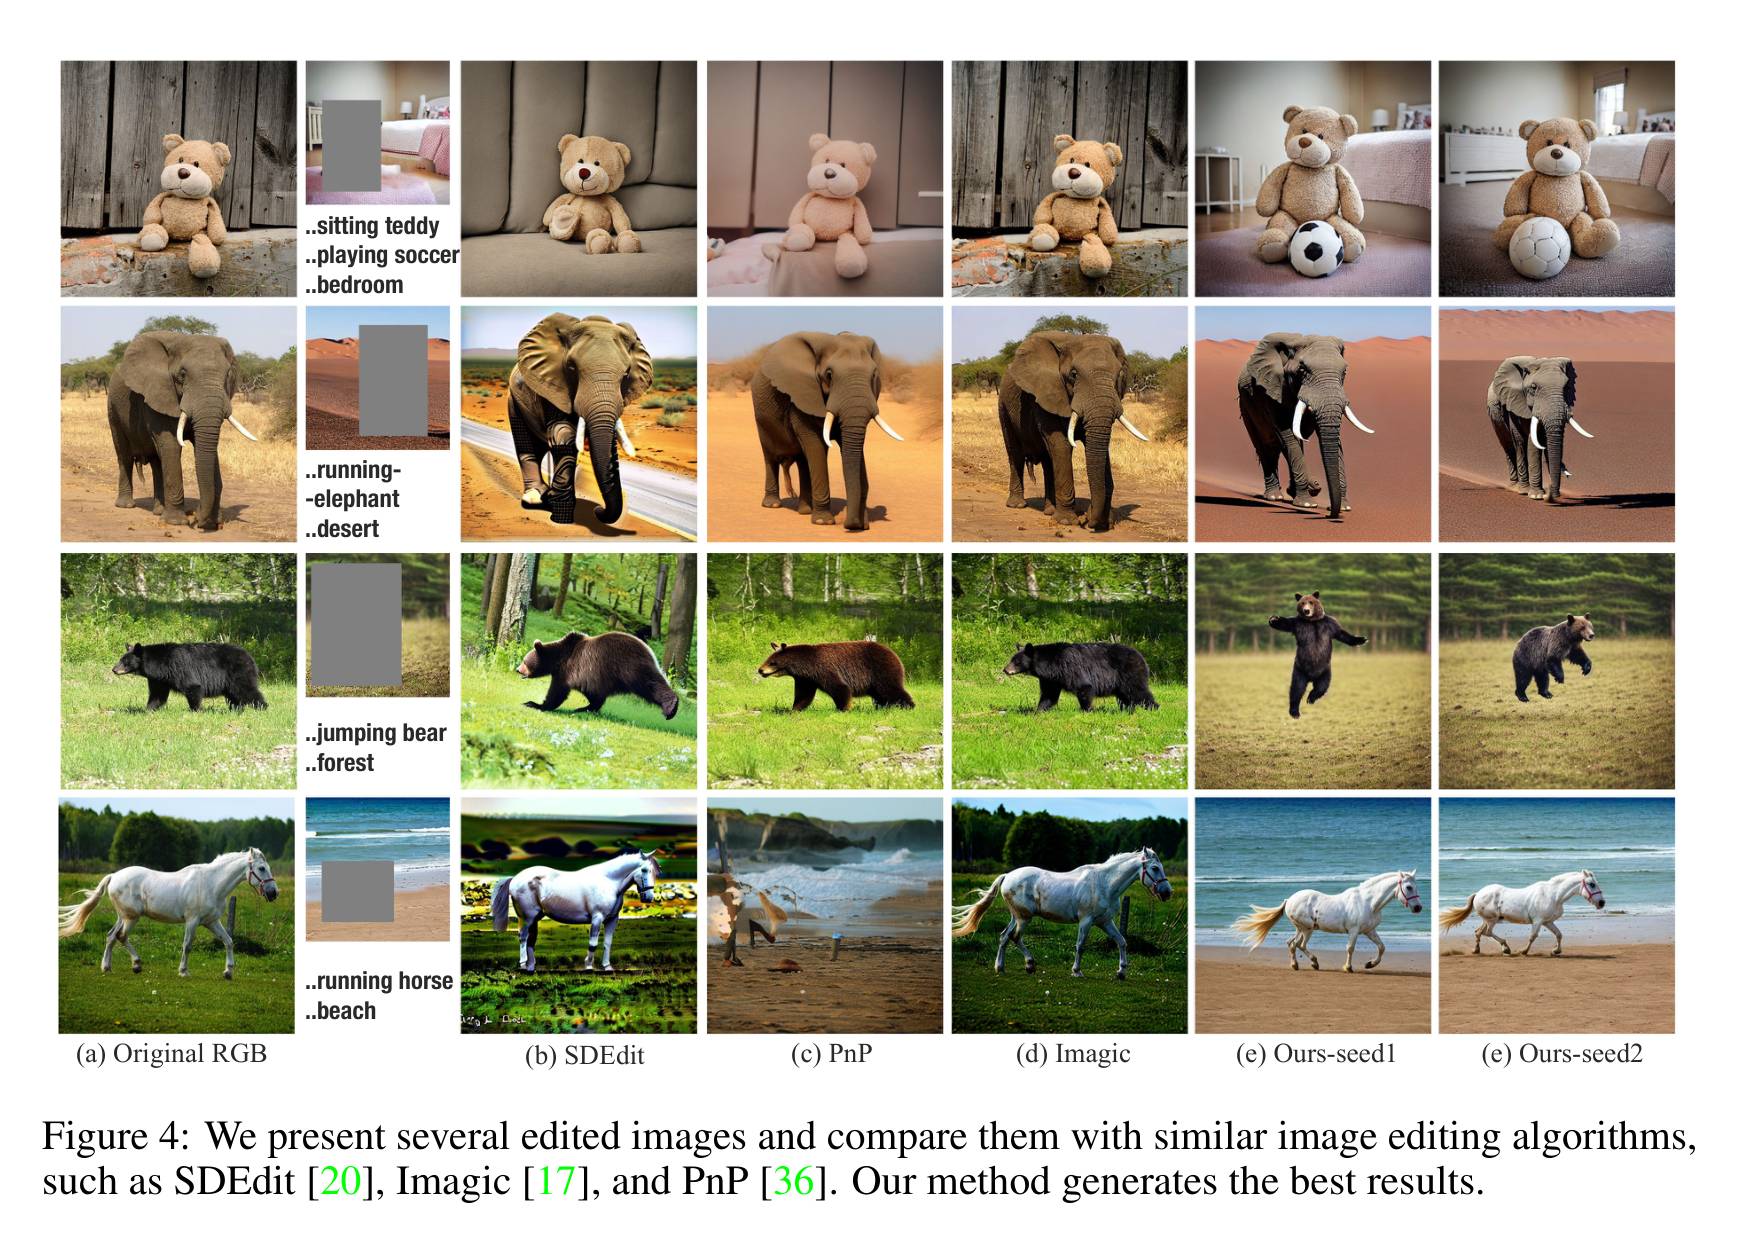 ..sitting teddy
..playing soccer
..bedroom
..running-
-elephant
..desert
..jumping bear
..forest
..running horse
..beach
(a) Original RGB
(b) SDEdit
(c) PnP
(d) Imagic
(e) Ours-seed1
(e) Ours-seed2
Figure 4: We present several edited images and compare them with similar image editing algorithms,
such as SDEdit [20], Imagic [17], and PnP [36]. Our method generates the best results.